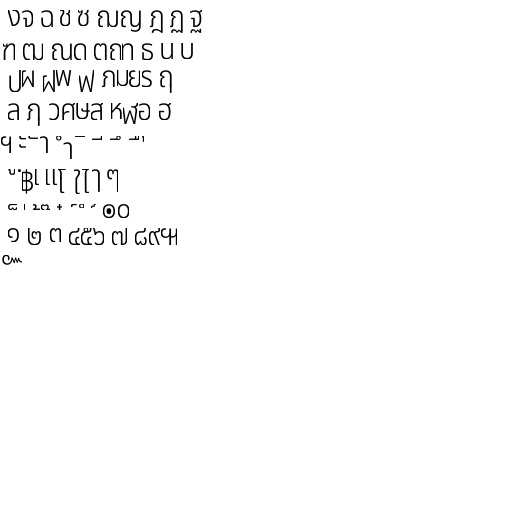 งจ ฉ ช ซ ฌญ ฎ ฏ ฐ
ฑ ฒ ณด ตถท ธ น บ
ปผ ฝพ ฟ ภมยร ฤ
ล ฦ วศษส หฬอ ฮ
ฯ ะ ั า ำ ิ ี ึ ื ุ
ู ฺ ฿เ แโ ใไๅ ๆ
็ ่ ้๊ ๋ ์ํ ๎ ๏๐
๑ ๒ ๓ ๔๕๖ ๗ ๘๙๚
๛